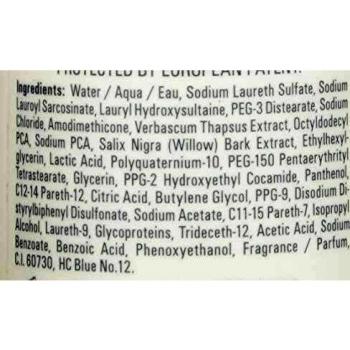 PROTECTED BY EUROPEAN PATENT.
Ingredients: Water / Aqua / Eau, Sodium Laureth Sulfate, Sodium
Lauroyl Sarcosinate, Lauryl Hydroxysultaine, PEG-3 Distearate, Sodium
Chloride, Amodimethicone, Verbascum Thapsus Extract, Octyldodecyl
PCA, Sodium PCA, Salix Nigra (Willow) Bark Extract, Ethylhexyl-
glycerin, Lactic Acid, Polyquaternium-10, PEG-150 Pentaerythrityl
Tetrastearate, Glycerin, PPG-2 Hydroxyethyl Cocamide, Panthenol,
C12-14 Pareth-12, Citric Acid, Butylene Glycol, PPG-9, Disodium Di-
styrylbiphenyl Disulfonate, Sodium Acetate, C11-15 Pareth-7, Isopropyl
Alcohol, Laureth-9, Glycoproteins, Trideceth-12, Acetic Acid, Sodium
Benzoate, Benzoic Acid, Phenoxyethanol, Fragrance / Parfum,
C.I. 60730, HC Blue No.12.